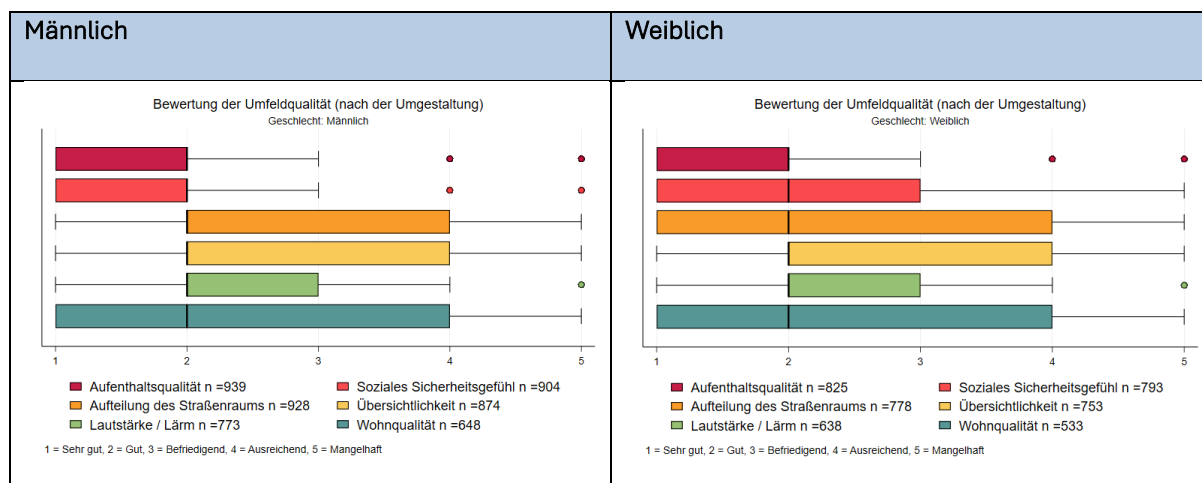 Männlich
Weiblich
Bewertung der Umfeldqualität (nach der Umgestaltung)
Geschlecht: Männlich
1 2 3 4 5
Aufenthaltsqualität n =939
Soziales Sicherheitsgefühl n =904
Aufteilung des Straßenraums n =928
Übersichtlichkeit n =874
Lautstärke / Lärm n =773
Wohnqualität n =648
1 = Sehr gut, 2 = Gut, 3 = Befriedigend, 4 = Ausreichend, 5 = Mangelhaft
Bewertung der Umfeldqualität (nach der Umgestaltung)
Geschlecht: Weiblich
1 2 3 4 5
Aufenthaltsqualität n =825
Soziales Sicherheitsgefühl n =793
Aufteilung des Straßenraums n =778
Übersichtlichkeit n =753
Lautstärke / Lärm n =638
Wohnqualität n =533
1 = Sehr gut, 2 = Gut, 3 = Befriedigend, 4 = Ausreichend, 5 = Mangelhaft